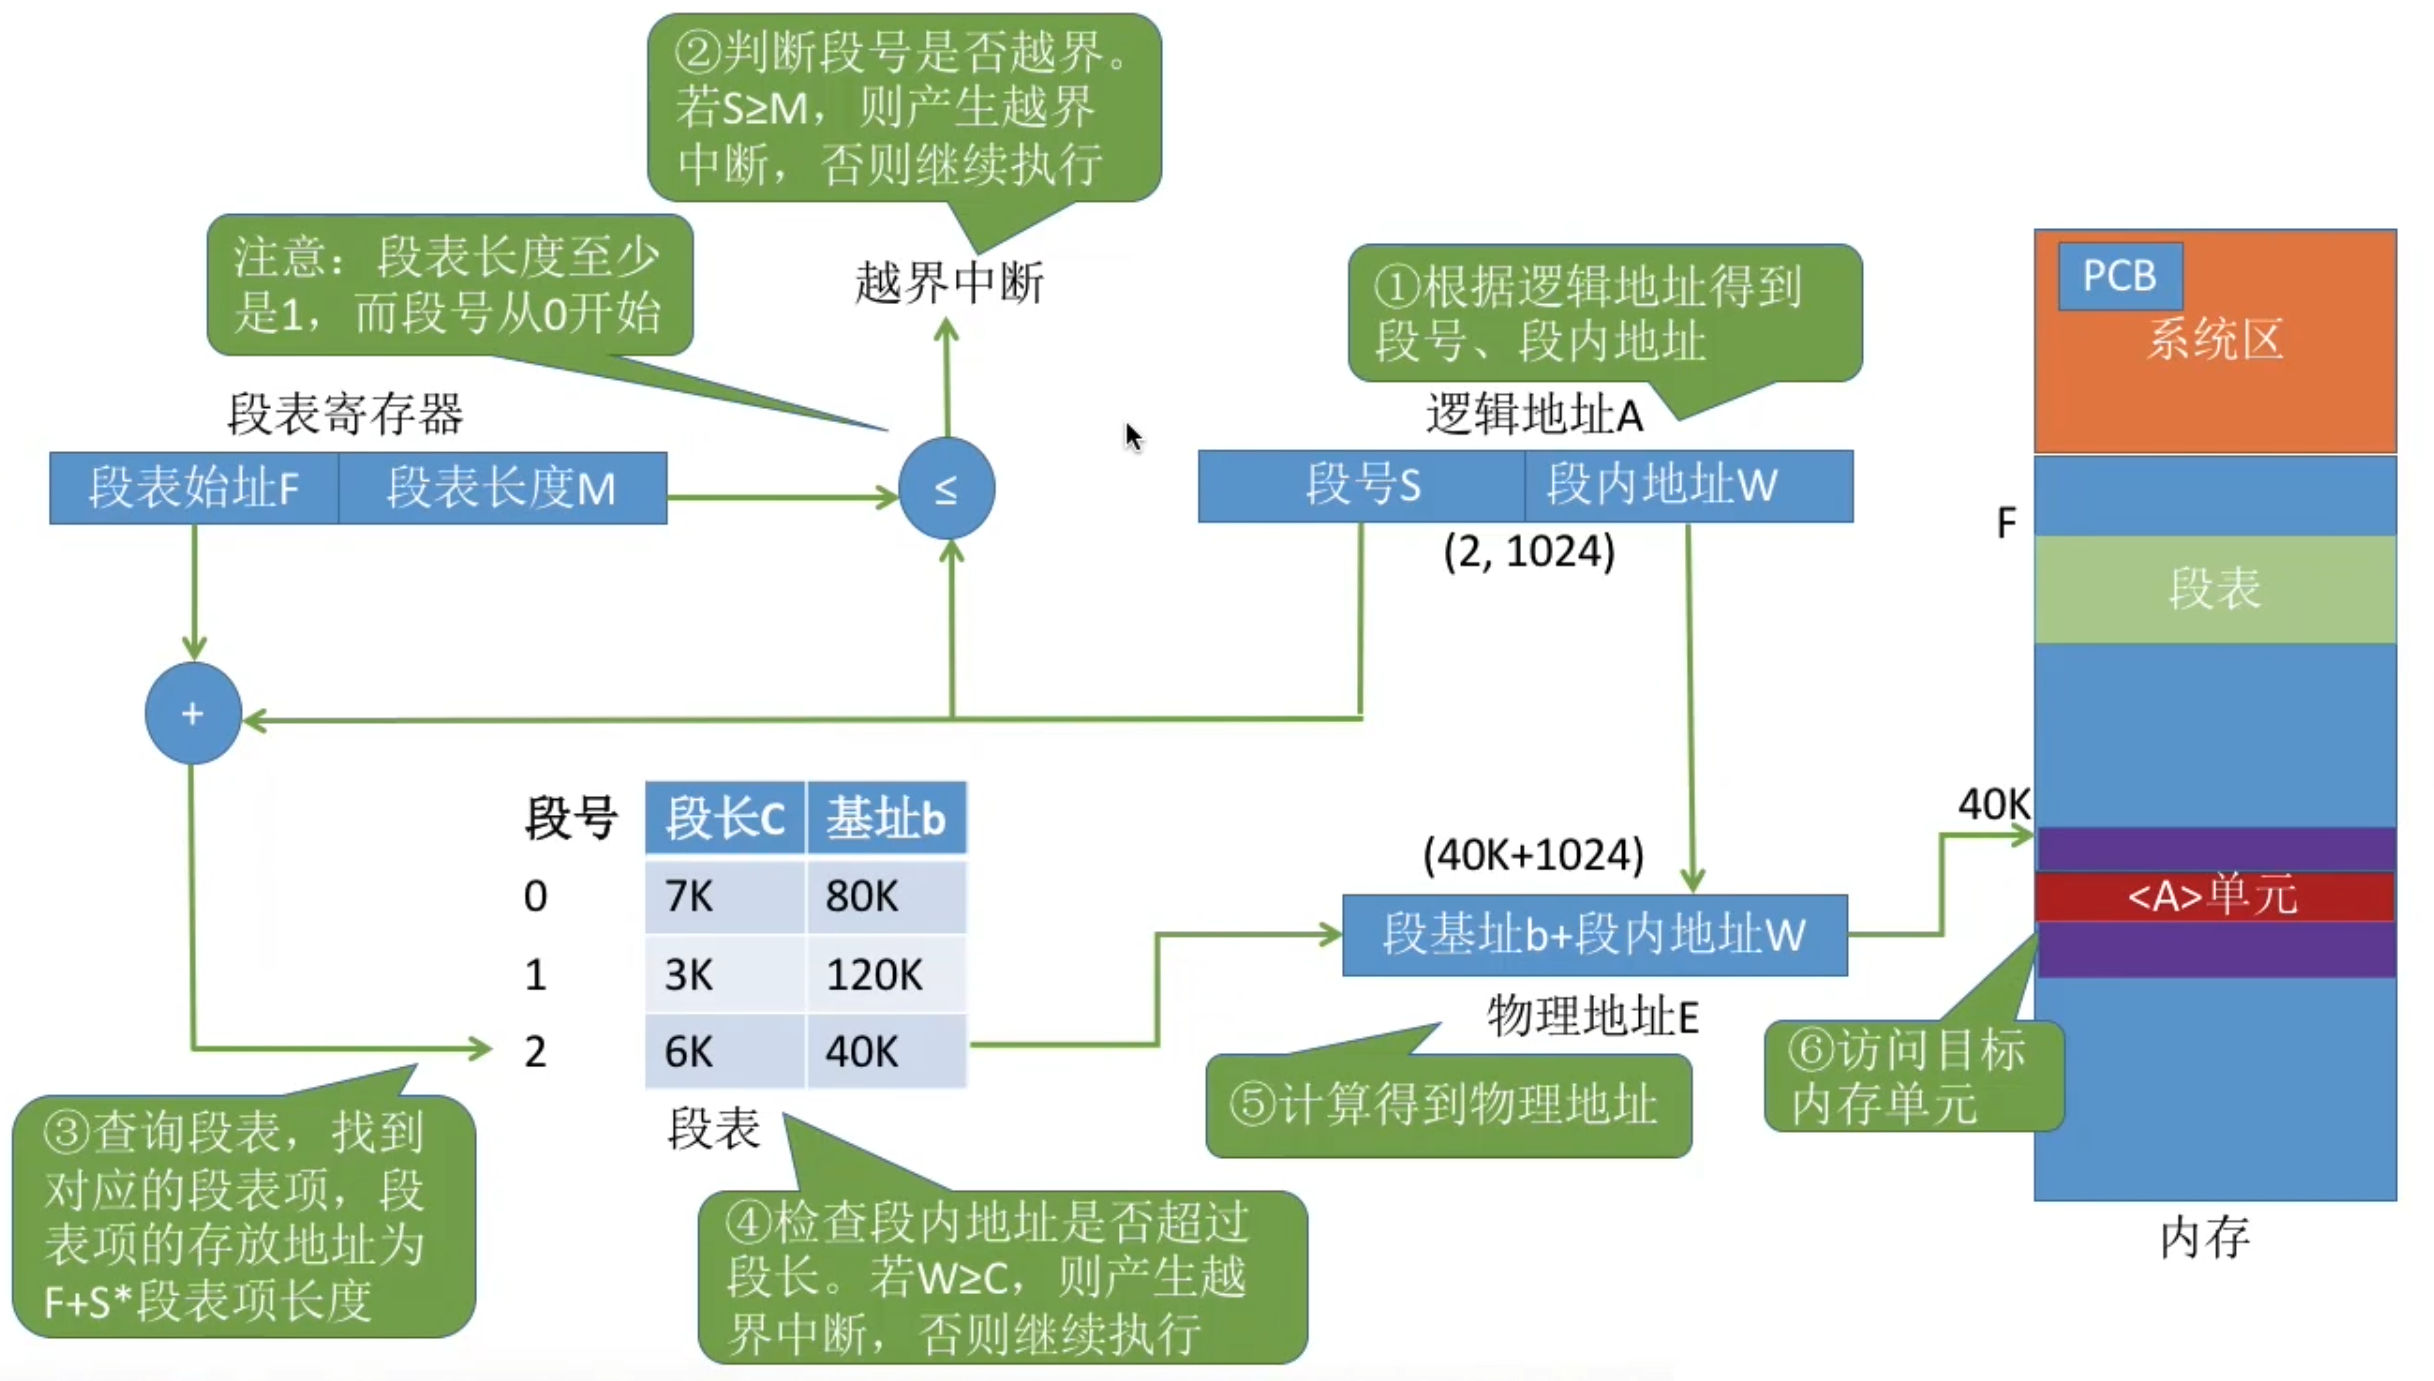 ②判断段号是否越界。
若S≥M，则产生越界
中断，否则继续执行
注意：段表长度至少
是1，而段号从0开始
越界中断
①根据逻辑地址得到
段号、段内地址
PCB
系统区
段表寄存器
逻辑地址A
段表始址F
段表长度M
≤
段号S
段内地址W
(2, 1024)
F
段表
+
段号 段长C 基址b
0 7K 80K
1 3K 120K
2 6K 40K
段表
(40K+1024)
段基址b+段内地址W
物理地址E
40K
<A>单元
③查询段表，找到
对应的段表项，段
表项的存放地址为
F+S*段表项长度
④检查段内地址是否超过
段长。若W≥C，则产生越
界中断，否则继续执行
⑤计算得到物理地址
⑥访问目标
内存单元
内存